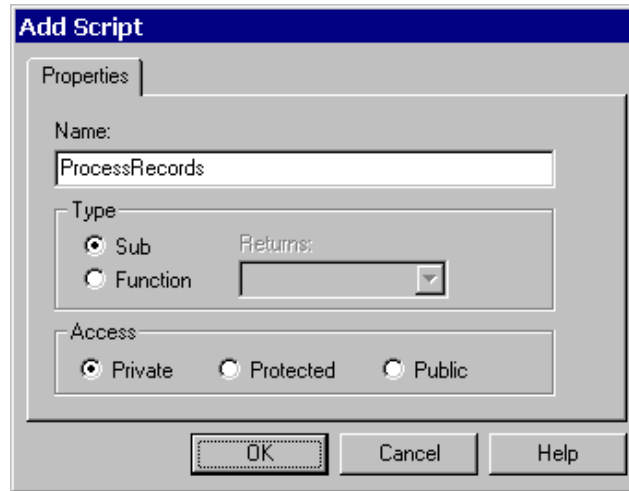 Add Script
Properties
Name:
ProcessRecords
Type
Sub Returns:
Function
Access
Private Protected Public
OK Cancel Help